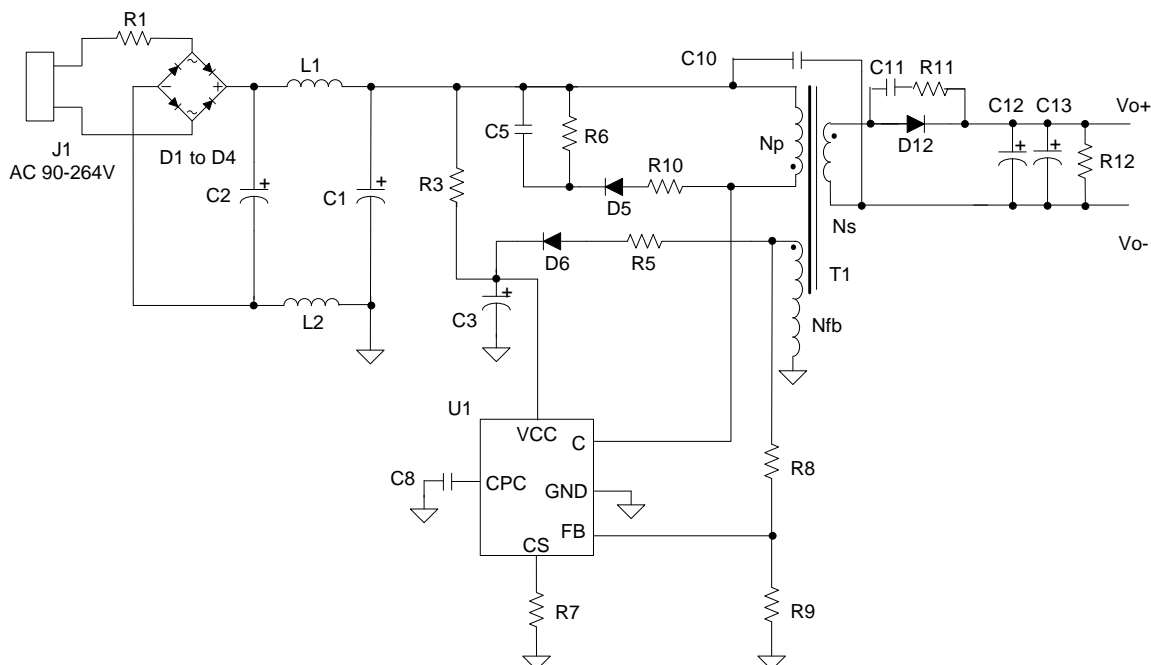 R1
J1
AC 90-264V
D1 to D4
~
~
−
+
L1
C2
+
C1
+
L2
R3
C5
R6
D5
R10
C10
Np
C11
R11
D12
C12
+
C13
+
R12
Vo+
Vo-
Ns
T1
Nfb
D6
R5
C3
+
U1
VCC
C
CPC
GND
FB
CS
C8
R7
R8
R9